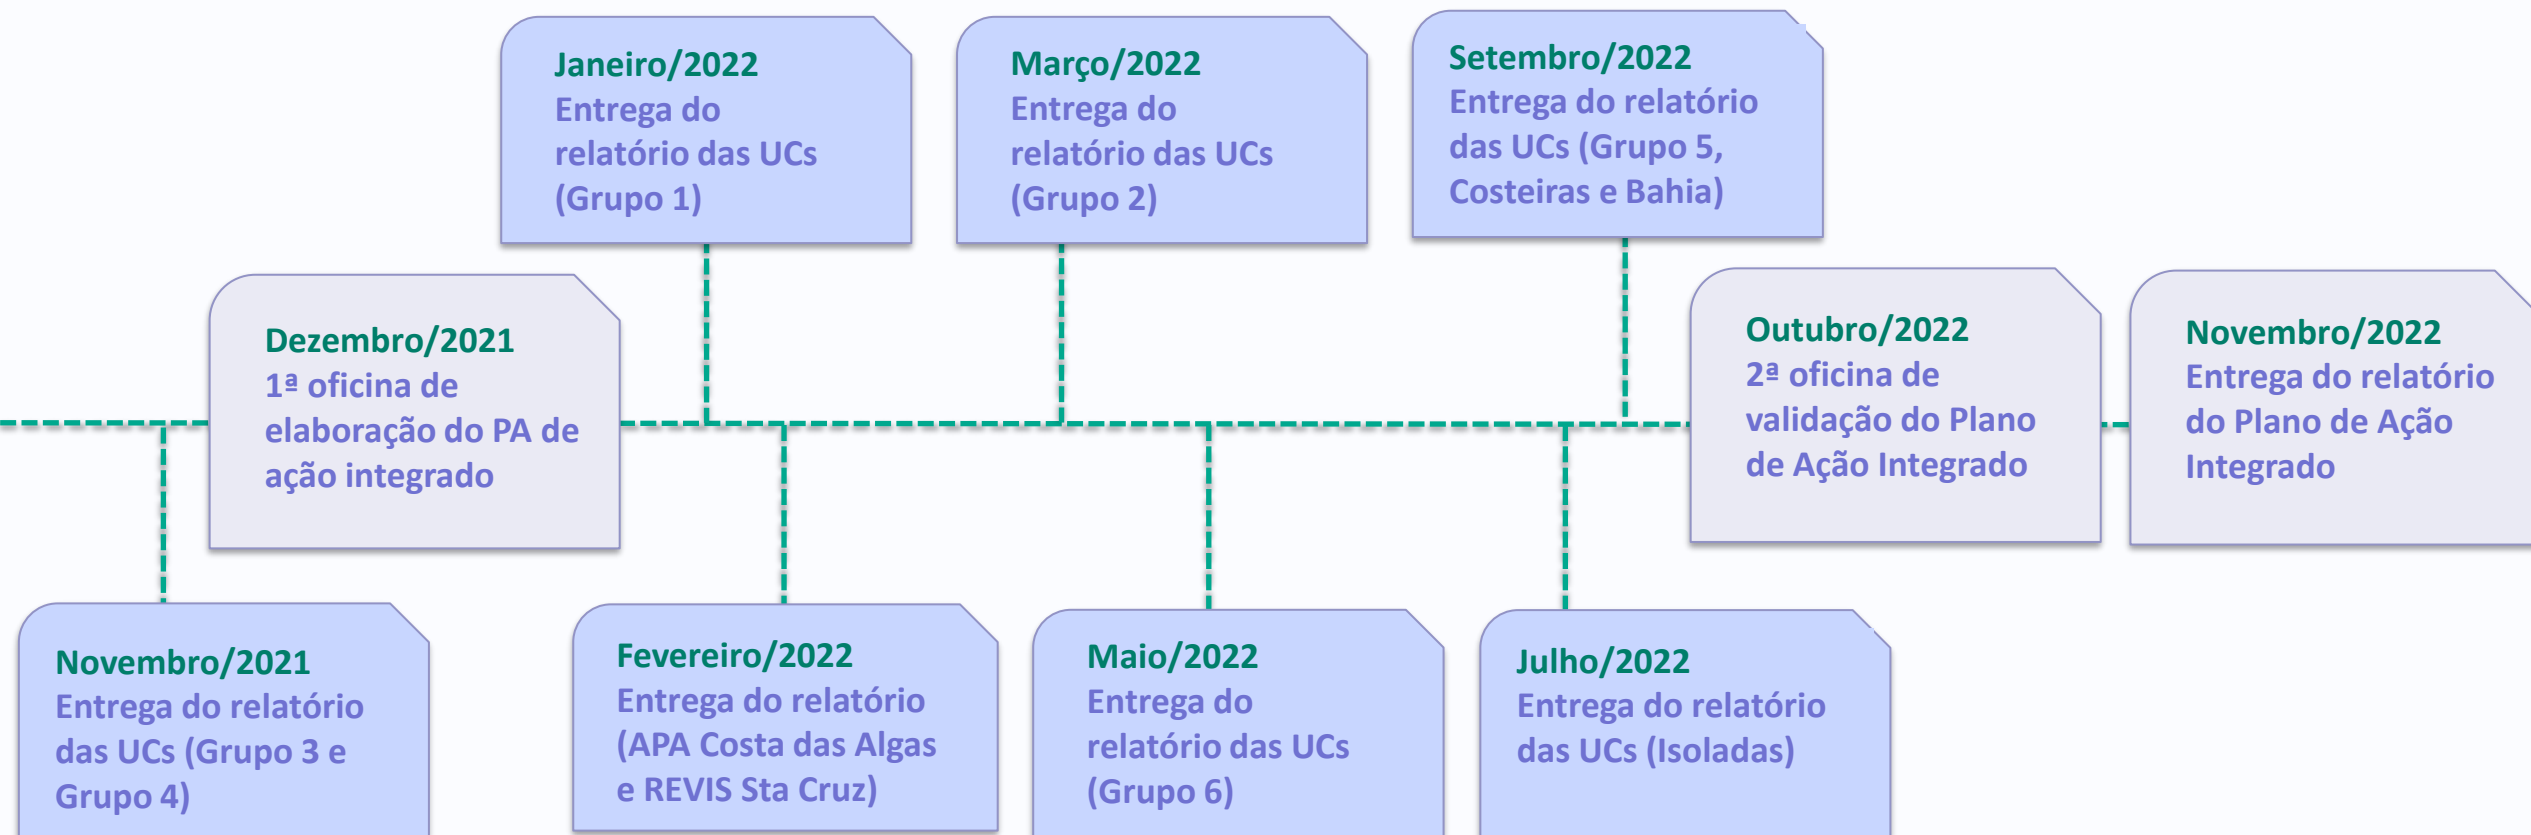 Janeiro/2022
Entrega do
relatório das UCs
(Grupo 1)
Março/2022
Entrega do
relatório das UCs
(Grupo 2)
Setembro/2022
Entrega do relatório
das UCs (Grupo 5,
Costeiras e Bahia)
Dezembro/2021
1ª oficina de
elaboração do PA de
ação integrado
Outubro/2022
2ª oficina de
validação do Plano
de Ação Integrado
Novembro/2022
Entrega do relatório
do Plano de Ação
Integrado
Novembro/2021
Entrega do relatório
das UCs (Grupo 3 e
Grupo 4)
Fevereiro/2022
Entrega do relatório
(APA Costa das Algas
e REVIS Sta Cruz)
Maio/2022
Entrega do
relatório das UCs
(Grupo 6)
Julho/2022
Entrega do relatório
das UCs (Isoladas)